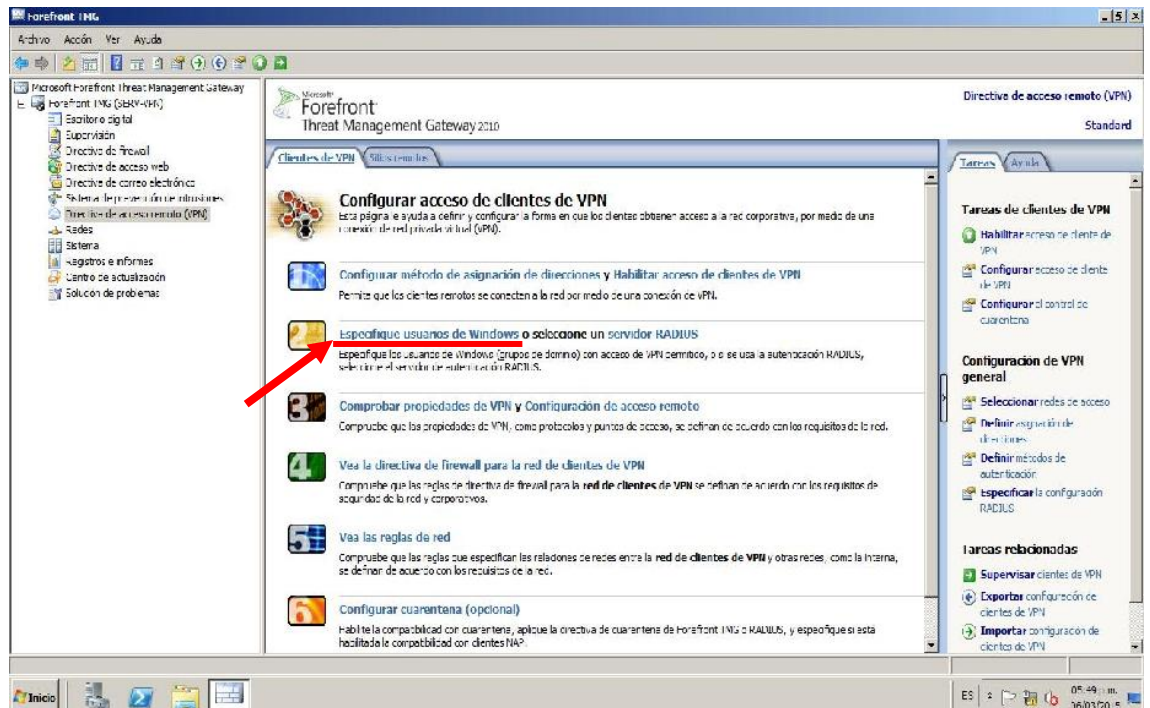 Forefront TMG
Archivo Acción Ver Ayuda
Microsoft Forefront Threat Management Gateway
Forefront TMG (SERV-VPN)
Escritorio digital
Supervisión
Directiva de firewall
Directiva de acceso web
Directiva de correo electrónico
Sistema de prevención de intrusiones
Directiva de acceso remoto (VPN)
Redes
Sistema
Registros e informes
Centro de actualización
Solución de problemas
Microsoft
Forefront
Threat Management Gateway 2010
Directiva de acceso remoto (VPN)
Standard
Clientes de VPN Sitios remotos
Configurar acceso de clientes de VPN
Esta página le ayuda a definir y configurar la forma en que los clientes obtienen acceso a la red corporativa, por medio de una
conexión de red privada virtual (VPN).
1
Configurar método de asignación de direcciones y Habilitar acceso de clientes de VPN
Permite que los clientes remotos se conecten a la red por medio de una conexión de VPN.
2
Especifique usuarios de Windows o seleccione un servidor RADIUS
Especifique los usuarios de Windows (grupos de dominio) con acceso de VPN permitido, o si se usa la autenticación RADIUS,
seleccione el servidor de autenticación RADIUS.
3
Comprobar propiedades de VPN y Configuración de acceso remoto
Compruebe que las propiedades de VPN, como protocolos y puntos de acceso, se definan de acuerdo con los requisitos de la red.
4
Vea la directiva de firewall para la red de clientes de VPN
Compruebe que las reglas de directiva de firewall para la red de clientes de VPN se definan de acuerdo con los requisitos de
seguridad de la red y corporativos.
5
Vea las reglas de red
Compruebe que las reglas que especifican las relaciones de redes entre la red de clientes de VPN y otras redes, como la interna,
se definan de acuerdo con los requisitos de la red.
6
Configurar cuarentena (opcional)
Habilite la compatibilidad con cuarentena, aplique la directiva de cuarentena de Forefront TMG o RADIUS, y especifique si está
habilitada la compatibilidad con clientes NAP.
Tareas Ayuda
Tareas de clientes de VPN
Habilitar acceso de cliente de
VPN
Configurar acceso de cliente
de VPN
Configurar el control de
cuarentena
Configuración de VPN
general
Seleccionar redes de acceso
Definir asignación de
direcciones
Definir métodos de
autenticación
Especificar la configuración
RADIUS
Tareas relacionadas
Supervisar clientes de VPN
Exportar configuración de
clientes de VPN
Importar configuración de
clientes de VPN
Inicio
ES
05:49 p.m.